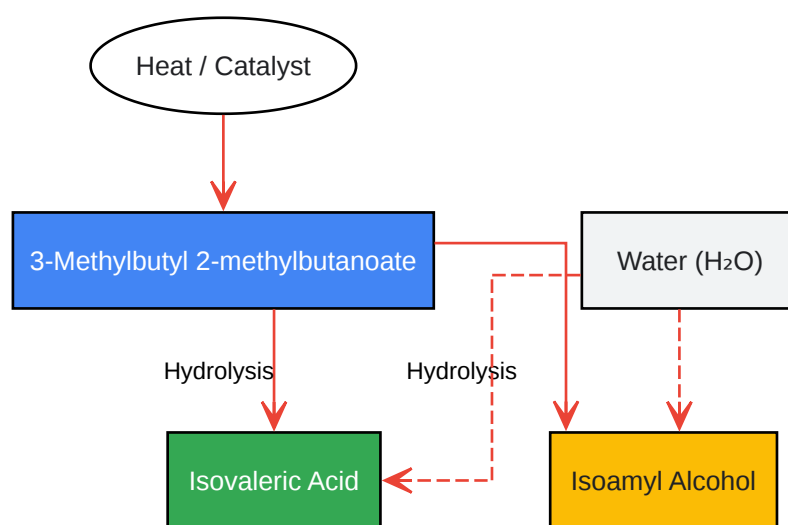 Heat / Catalyst
3-Methylbutyl 2-methylbutanoate
Water (H₂O)
Hydrolysis
Hydrolysis
Isovaleric Acid
Isoamyl Alcohol